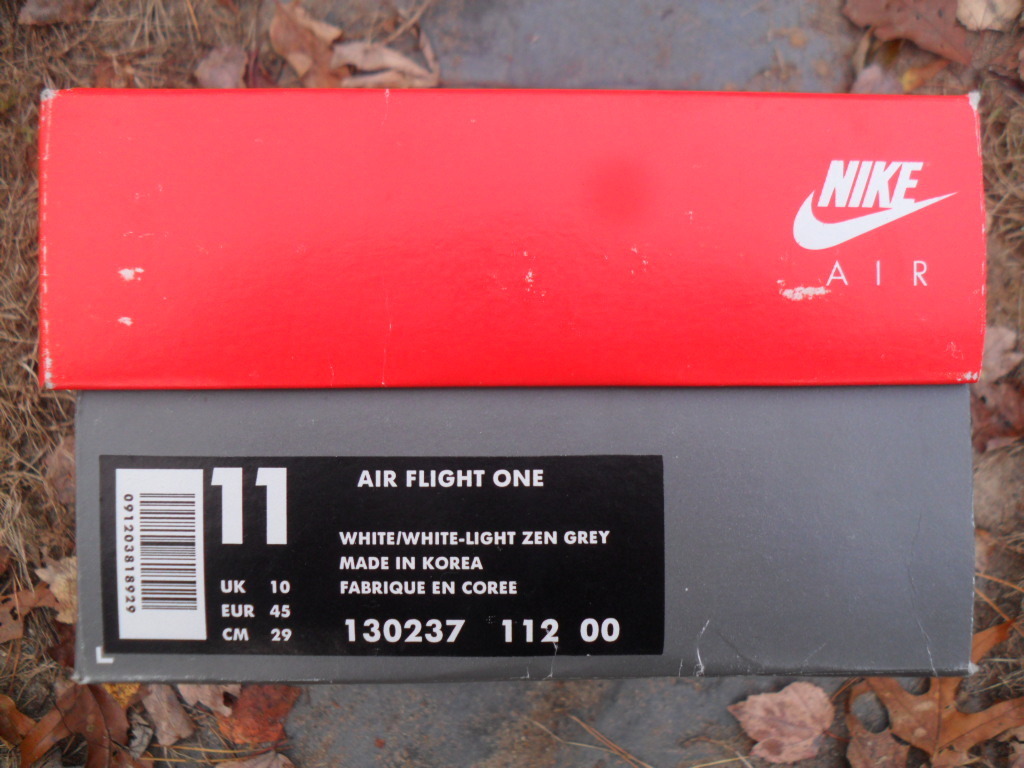 NIKE
AIR
11
AIR FLIGHT ONE
WHITE/WHITE-LIGHT ZEN GREY
MADE IN KOREA
FABRIQUE EN COREE
UK 10
EUR 45
CM 29
130237 112 00
091203818929